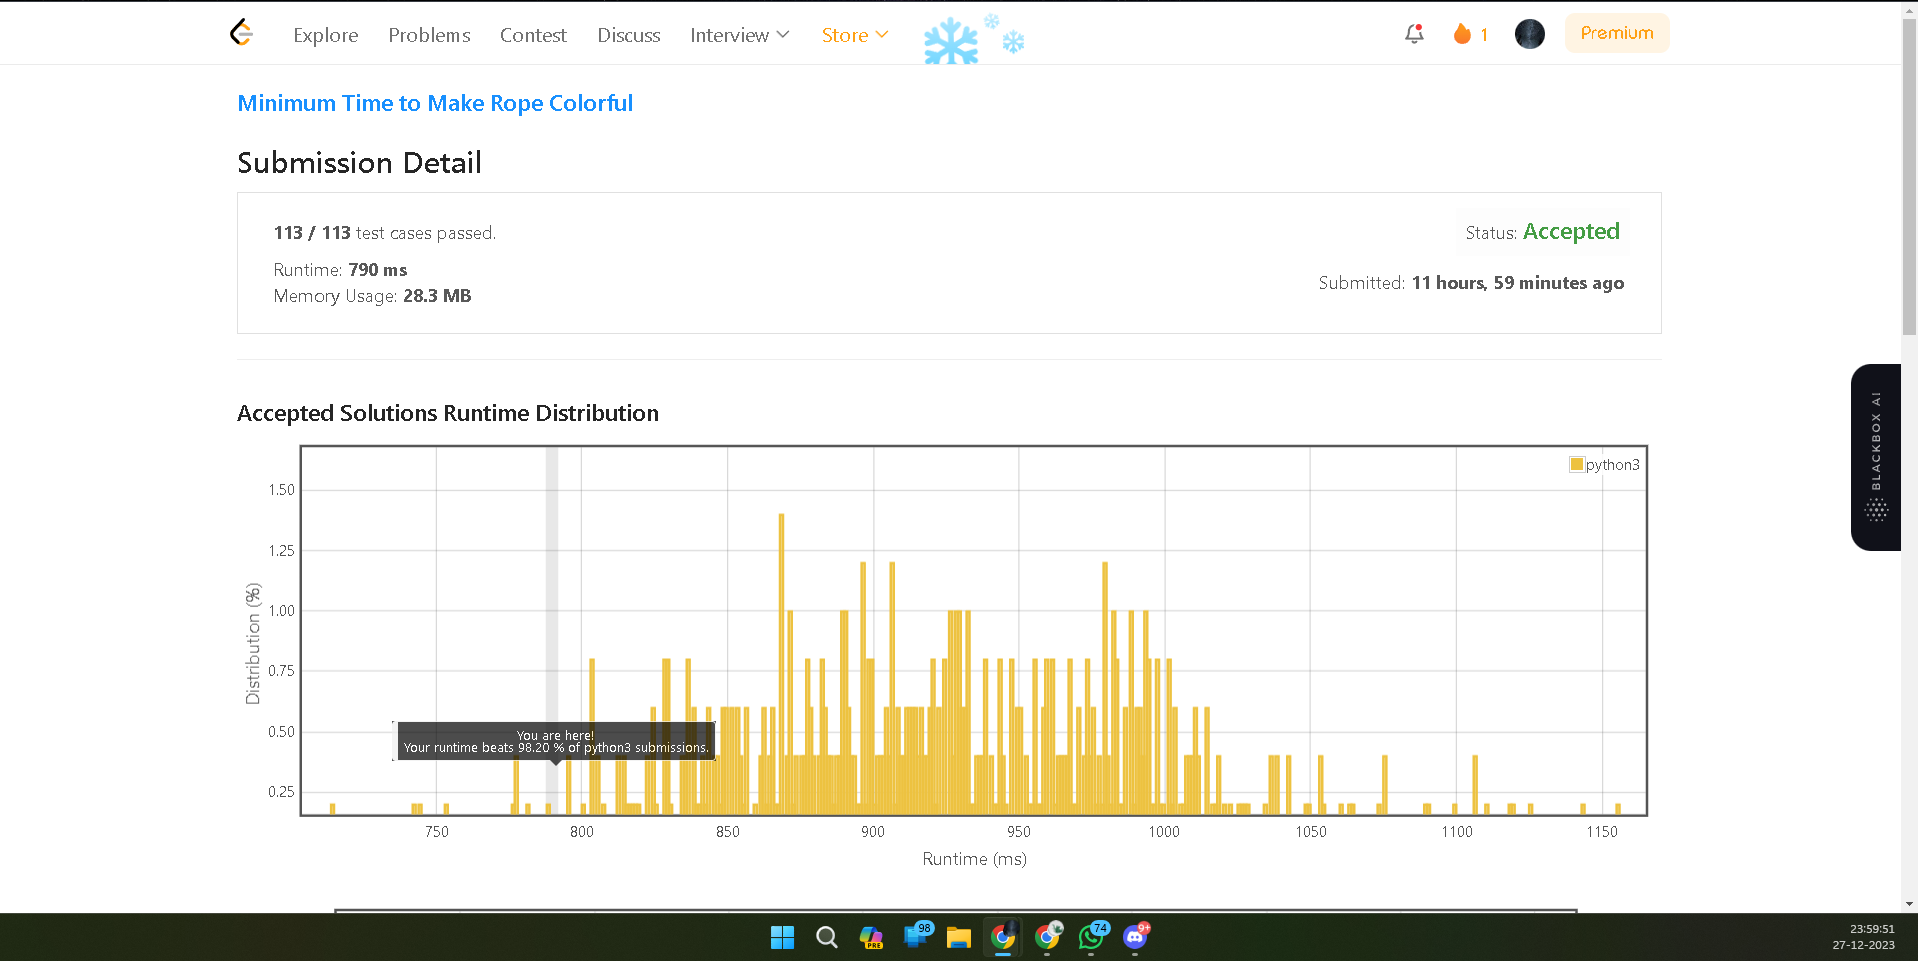 Explore Problems Contest Discuss Interview Store 1 Premium
Minimum Time to Make Rope Colorful
Submission Detail
113 / 113 test cases passed.
Status: Accepted
Runtime: 790 ms
Submitted: 11 hours, 59 minutes ago
Memory Usage: 28.3 MB
BLACKBOX AI
Accepted Solutions Runtime Distribution
python3
1.50
1.25
1.00
0.75
0.50
0.25
Distribution (%)
You are here!
Your runtime beats 98.20 % of python3 submissions.
750 800 850 900 950 1000 1050 1100 1150
Runtime (ms)
PRE 98 74 9+
23:59:51
27-12-2023